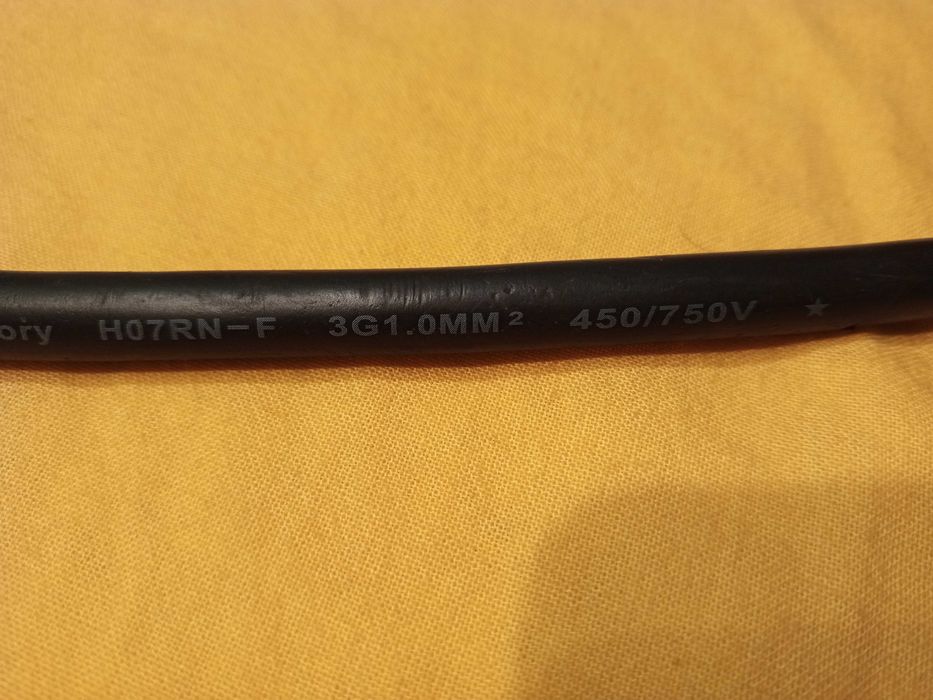 ory H07RN-F 3G1.0MM² 450/750V ★